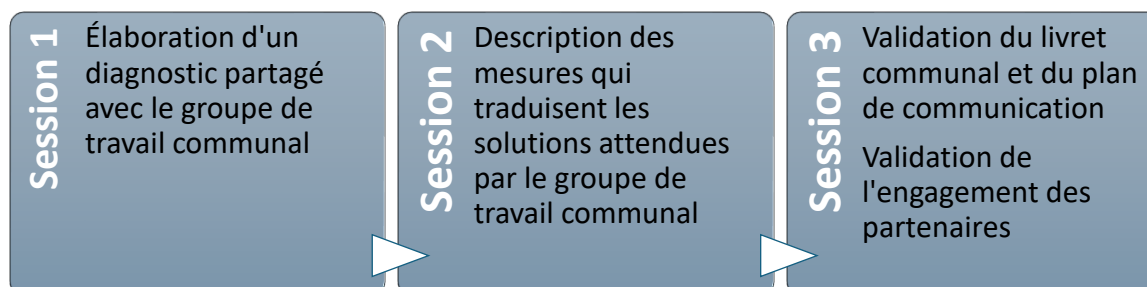 Session 1
Élaboration d'un
diagnostic partagé
avec le groupe de
travail communal
Session 2
Description des
mesures qui
traduisent les
solutions attendues
par le groupe de
travail communal
Session 3
Validation du livret
communal et du plan
de communication
Validation de
l'engagement des
partenaires